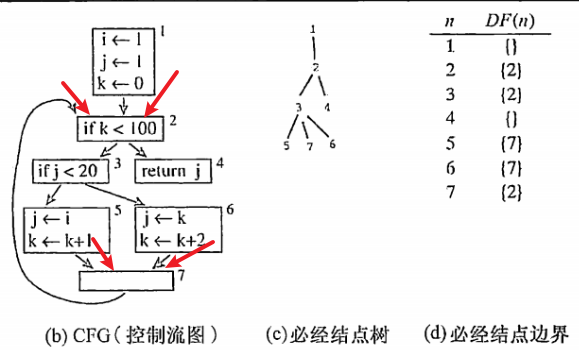 1
i ← 1
j ← 1
k ← 0
if k < 100 2
if j < 20 3
return j 4
j ← i 5
k ← k+1
j ← k 6
k ← k+2
7
(b) CFG(控制流图)
1
2
3 4
5 7 6
(c)必经结点树
n DF(n)
1 {}
2 {2}
3 {2}
4 {}
5 {7}
6 {7}
7 {2}
(d)必经结点边界